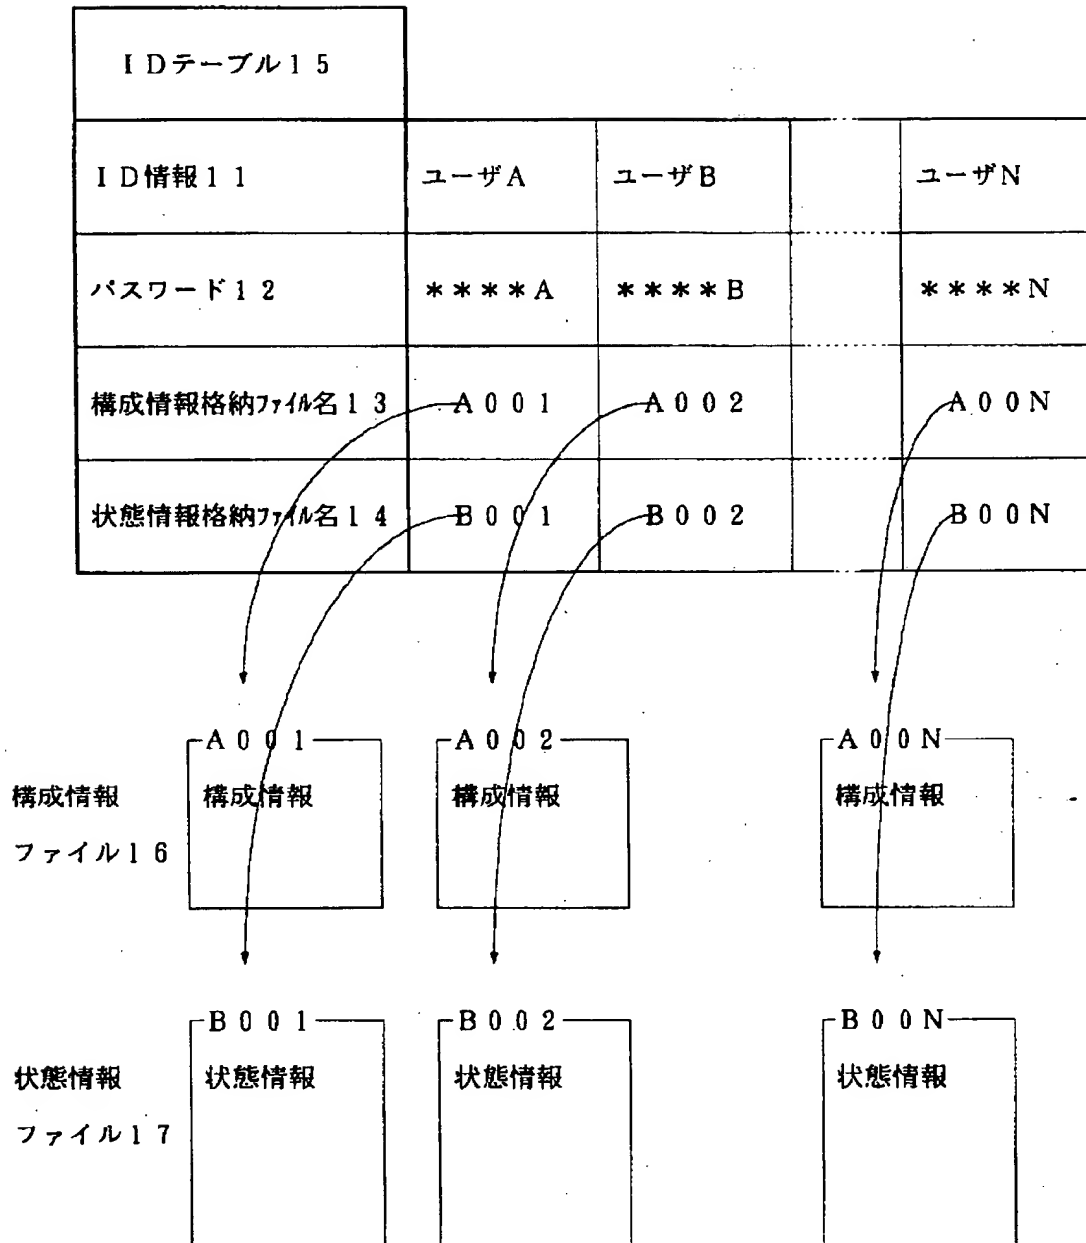 IDテーブル15
ID情報11 ユーザA ユーザB ユーザN
パスワード12 ****A ****B ****N
構成情報格納ファイル名13 A001 A002 A00N
状態情報格納ファイル名14 B001 B002 B00N
A001 A002 A00N
構成情報 構成情報 構成情報 構成情報
ファイル16
B001 B002 B00N
状態情報 状態情報 状態情報 状態情報
ファイル17